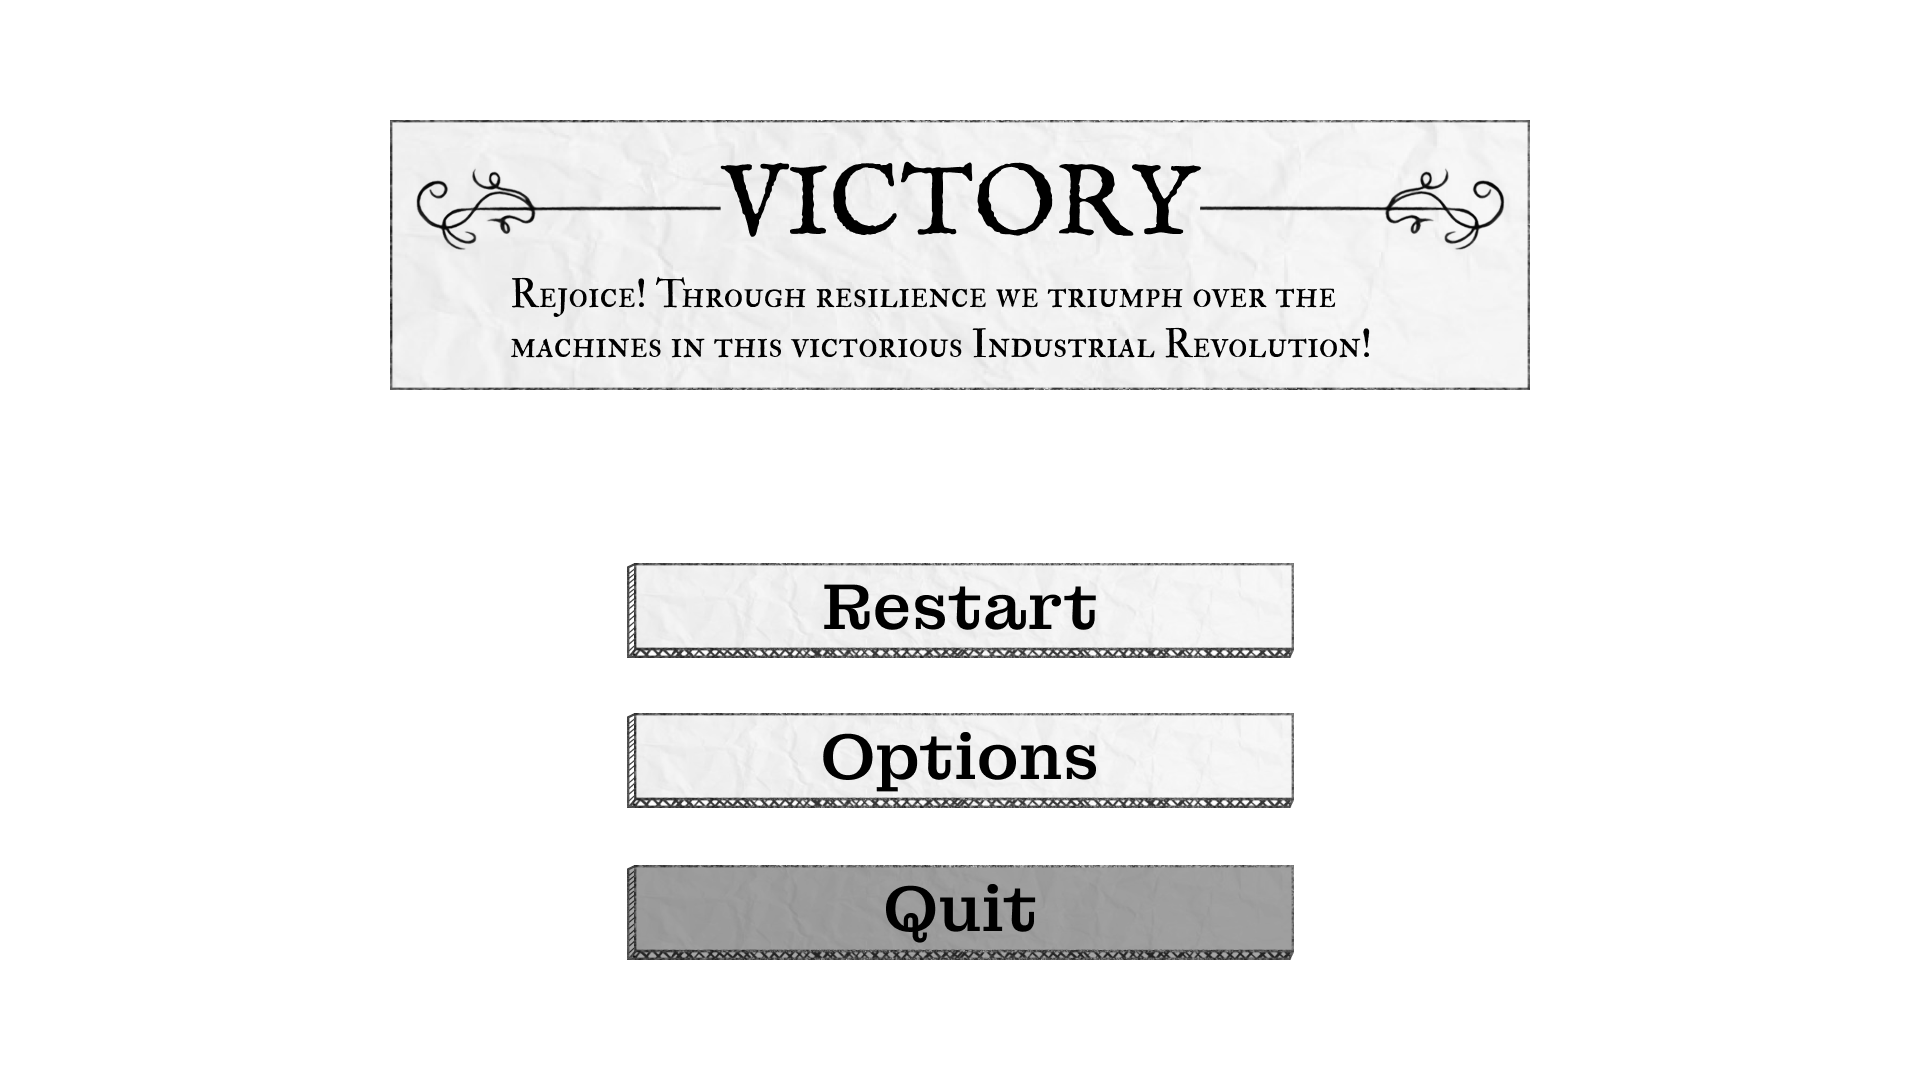 VICTORY
Rejoice! Through resilience we triumph over the
machines in this victorious Industrial Revolution!
Restart
Options
Quit